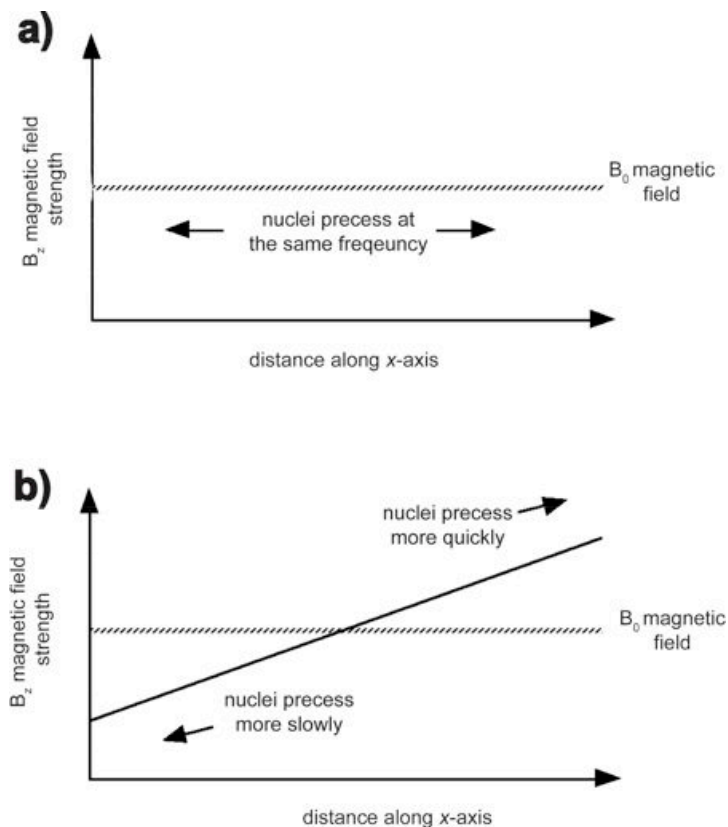 a)
B_z magnetic field
strength
B_0 magnetic
field
nuclei precess at
the same freqeuncy
distance along x-axis
b)
nuclei precess
more quickly
B_z magnetic field
strength
B_0 magnetic
field
nuclei precess
more slowly
distance along x-axis